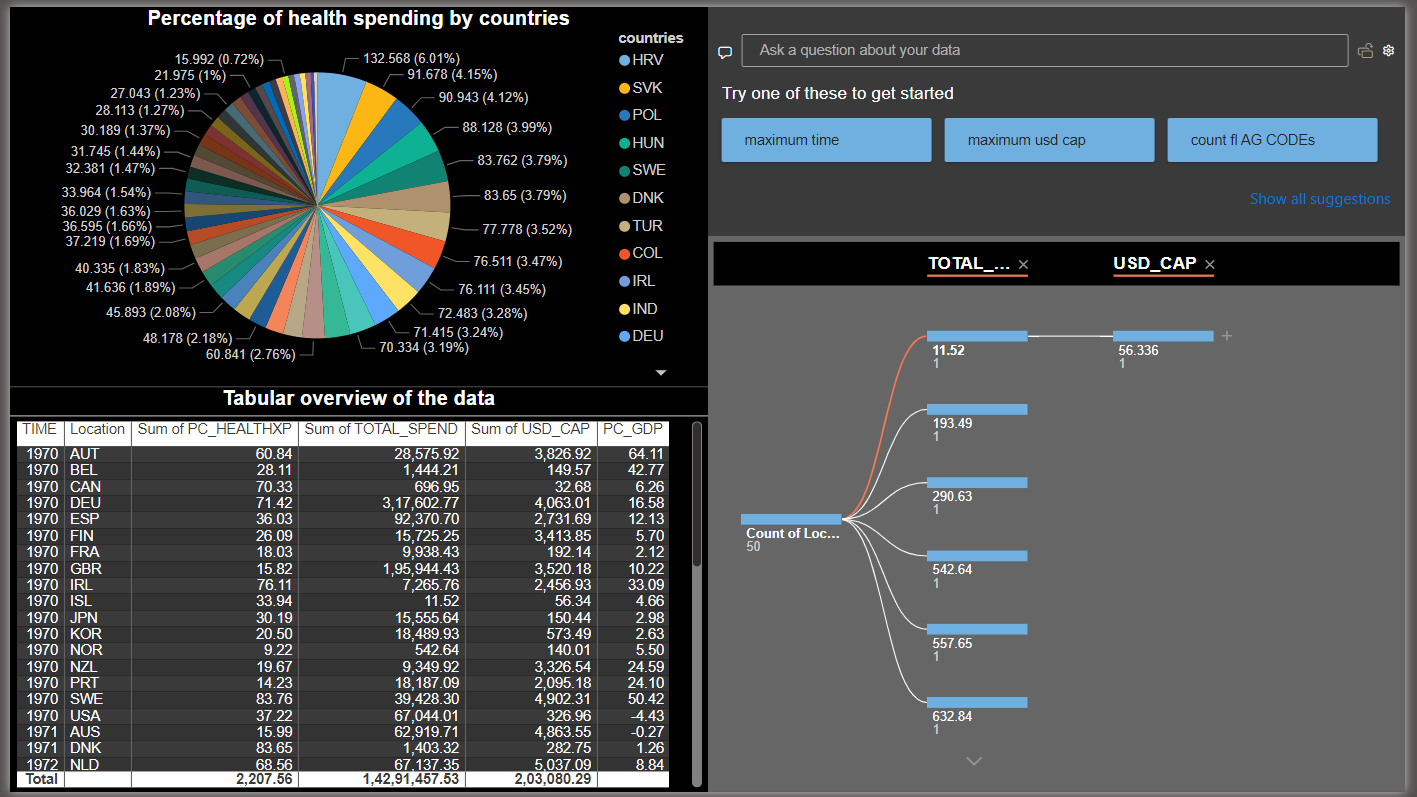 Percentage of health spending by countries
132.568 (6.01%)
91.678 (4.15%)
90.943 (4.12%)
88.128 (3.99%)
83.762 (3.79%)
83.65 (3.79%)
77.778 (3.52%)
76.511 (3.47%)
76.111 (3.45%)
72.483 (3.28%)
71.415 (3.24%)
70.334 (3.19%)
60.841 (2.76%)
48.178 (2.18%)
45.893 (2.08%)
41.636 (1.89%)
40.335 (1.83%)
37.219 (1.69%)
36.595 (1.66%)
36.029 (1.63%)
33.964 (1.54%)
32.381 (1.47%)
31.745 (1.44%)
30.189 (1.37%)
28.113 (1.27%)
27.043 (1.23%)
21.975 (1%)
15.992 (0.72%)
countries
HRV
SVK
POL
HUN
SWE
DNK
TUR
COL
IRL
IND
DEU
Tabular overview of the data
TIME Location Sum of PC_HEALTHXP Sum of TOTAL_SPEND Sum of USD_CAP PC_GDP
1970 AUT 60.84 28,575.92 3,826.92 64.11
1970 BEL 28.11 1,444.21 149.57 42.77
1970 CAN 70.33 696.95 32.68 6.26
1970 DEU 71.42 3,17,602.77 4,063.01 16.58
1970 ESP 36.03 92,370.70 2,731.69 12.13
1970 FIN 26.09 15,725.25 3,413.85 5.70
1970 FRA 18.03 9,938.43 192.14 2.12
1970 GBR 15.82 1,95,944.43 3,520.18 10.22
1970 IRL 76.11 7,265.76 2,456.93 33.09
1970 ISL 33.94 11.52 56.34 4.66
1970 JPN 30.19 15,555.64 150.44 2.98
1970 KOR 20.50 18,489.93 573.49 2.63
1970 NOR 9.22 542.64 140.01 5.50
1970 NZL 19.67 9,349.92 3,326.54 24.59
1970 PRT 14.23 18,187.09 2,095.18 24.10
1970 SWE 83.76 39,428.30 4,902.31 50.42
1970 USA 37.22 67,044.01 326.96 -4.43
1971 AUS 15.99 62,919.71 4,863.55 -0.27
1971 DNK 83.65 1,403.32 282.75 1.26
1972 NLD 68.56 67,137.35 5,037.09 8.84
Total 2,207.56 1,42,91,457.53 2,03,080.29
Ask a question about your data
Try one of these to get started
maximum time
maximum usd cap
count fl AG CODEs
Show all suggestions
TOTAL_... ×
USD_CAP ×
Count of Loc...
50
11.52
1
193.49
1
290.63
1
542.64
1
557.65
1
632.84
1
56.336
1